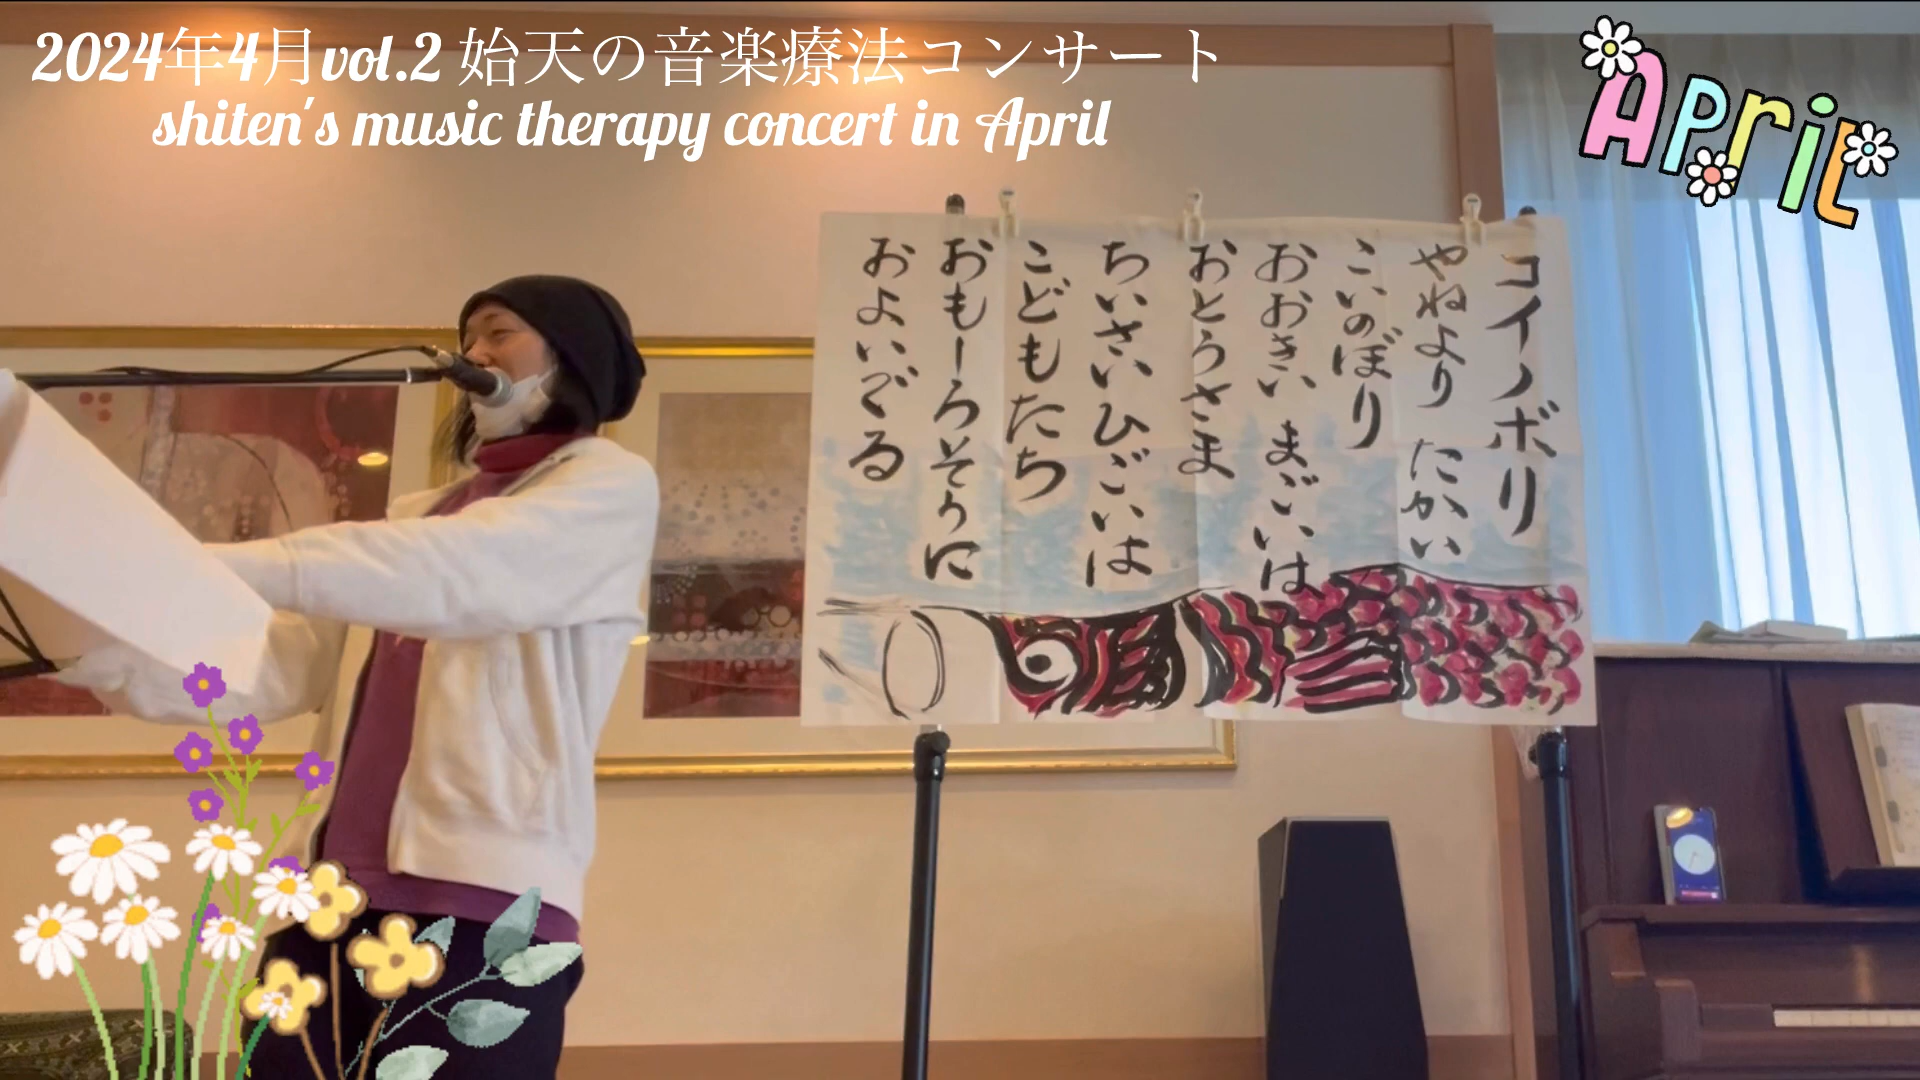 2024年4月vol.2 始天の音楽療法コンサート
shiten's music therapy concert in April
APriL
コイノボリ
やねより たかい
こいのぼり
おおきい まごいは
おとうさま
ちいさいひごいは
こどもたち
おもーろそうに
およいでる